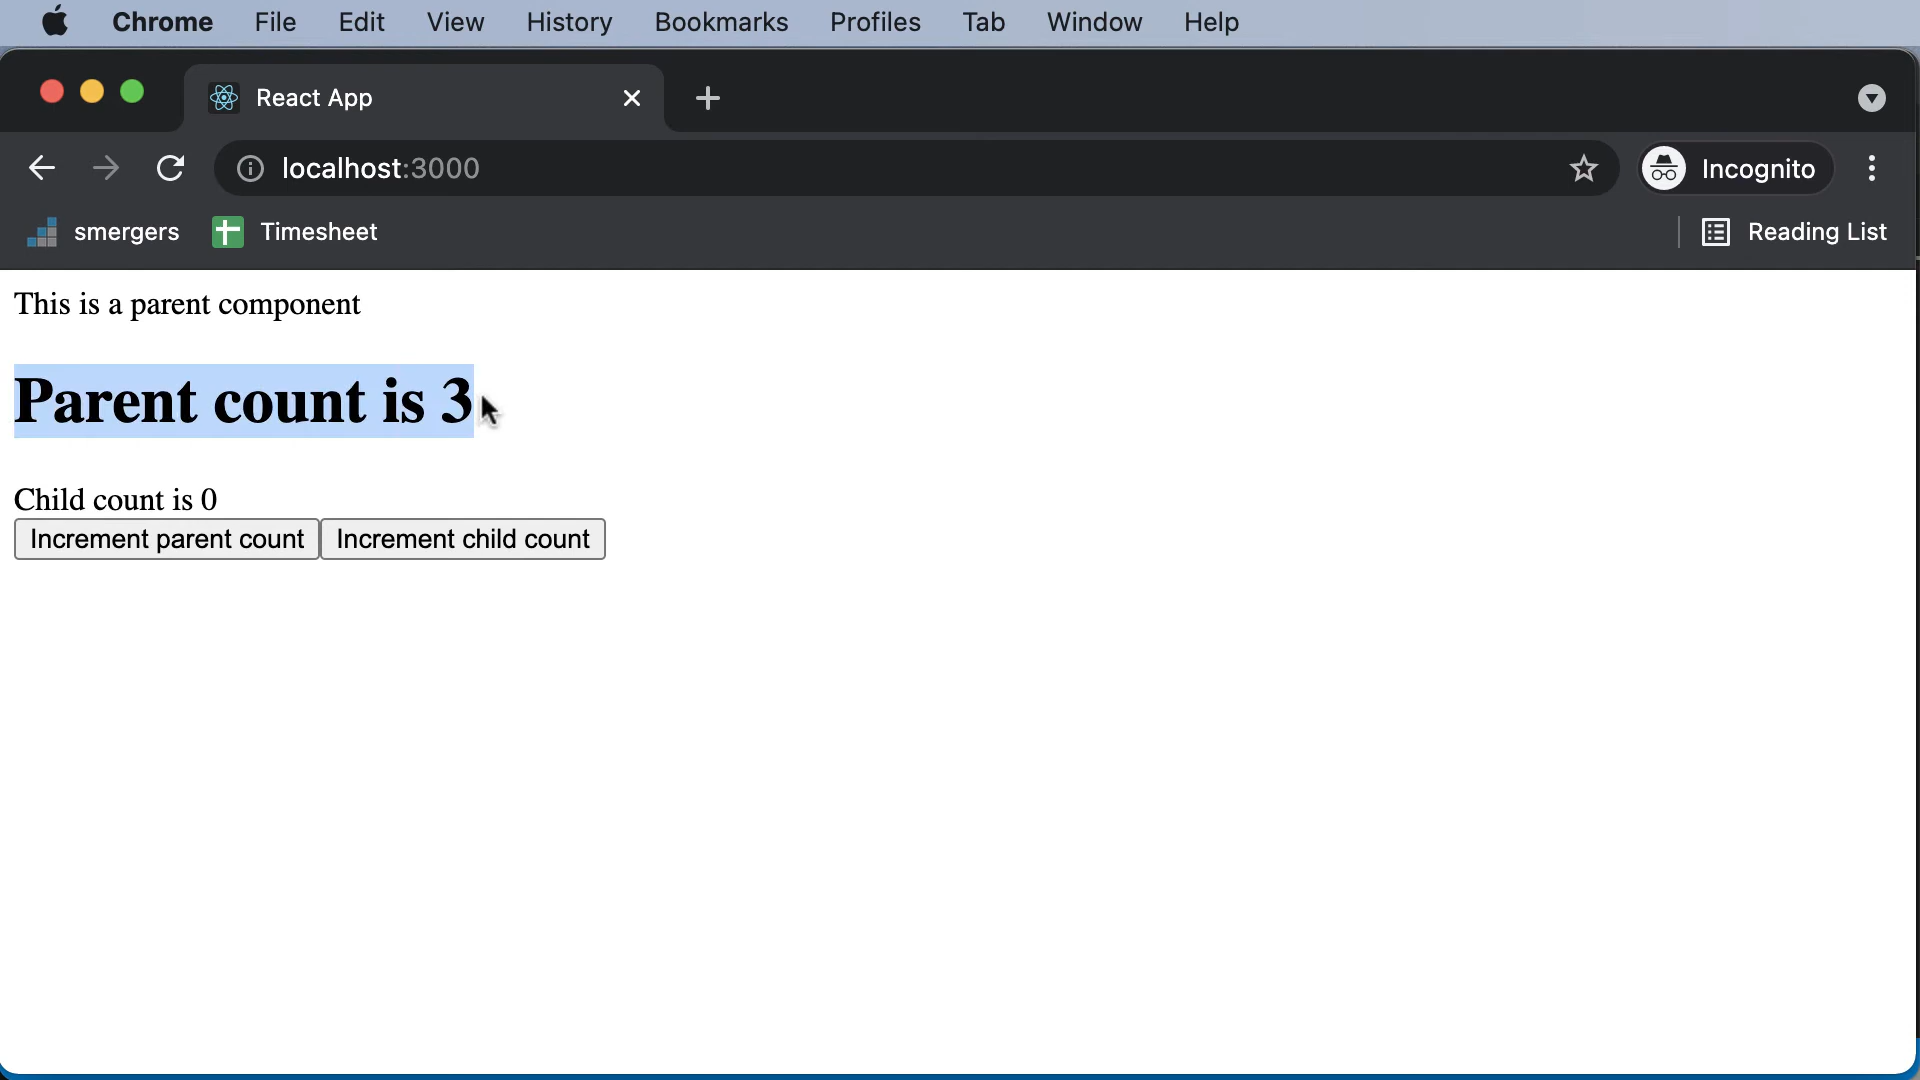 Chrome File Edit View History Bookmarks Profiles Tab Window Help
React App
localhost:3000
Incognito
smergers Timesheet Reading List
This is a parent component
Parent count is 3
Child count is 0
Increment parent count Increment child count